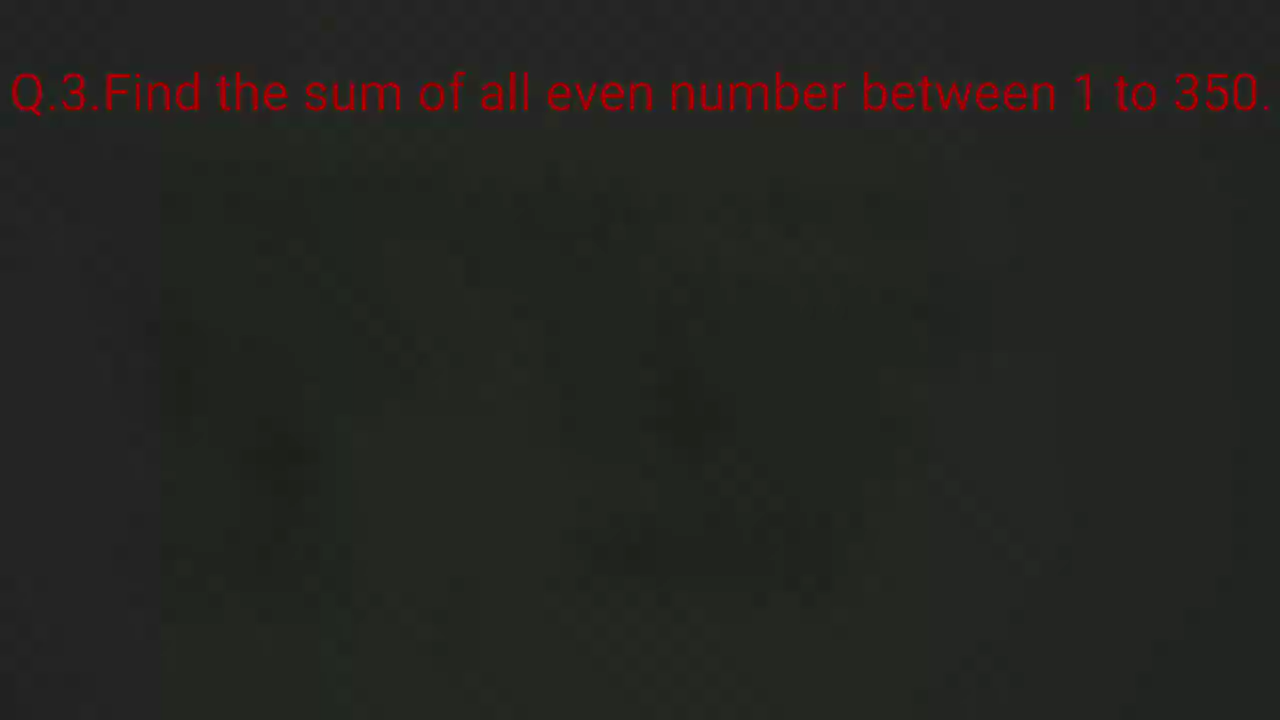 Q.3.Find the sum of all even number between 1 to 350.